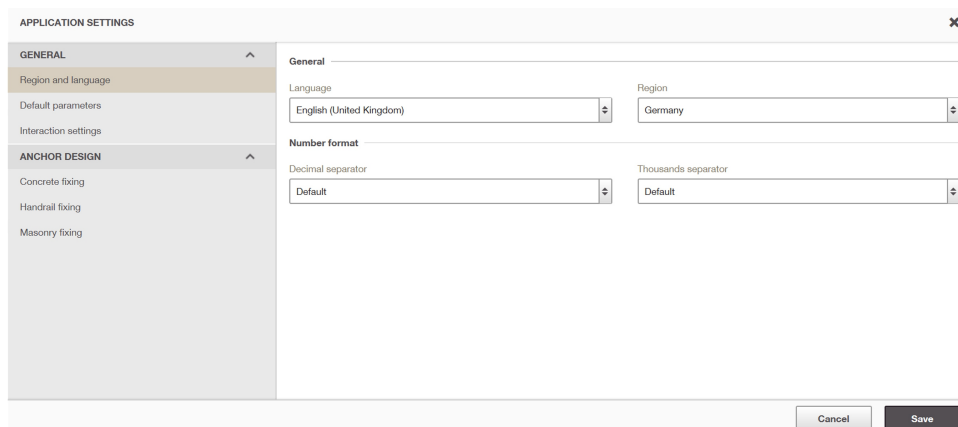 APPLICATION SETTINGS
GENERAL
Region and language
Default parameters
Interaction settings
ANCHOR DESIGN
Concrete fixing
Handrail fixing
Masonry fixing
General
Language
Region
English (United Kingdom)
Germany
Number format
Decimal separator
Thousands separator
Default
Default
Cancel
Save